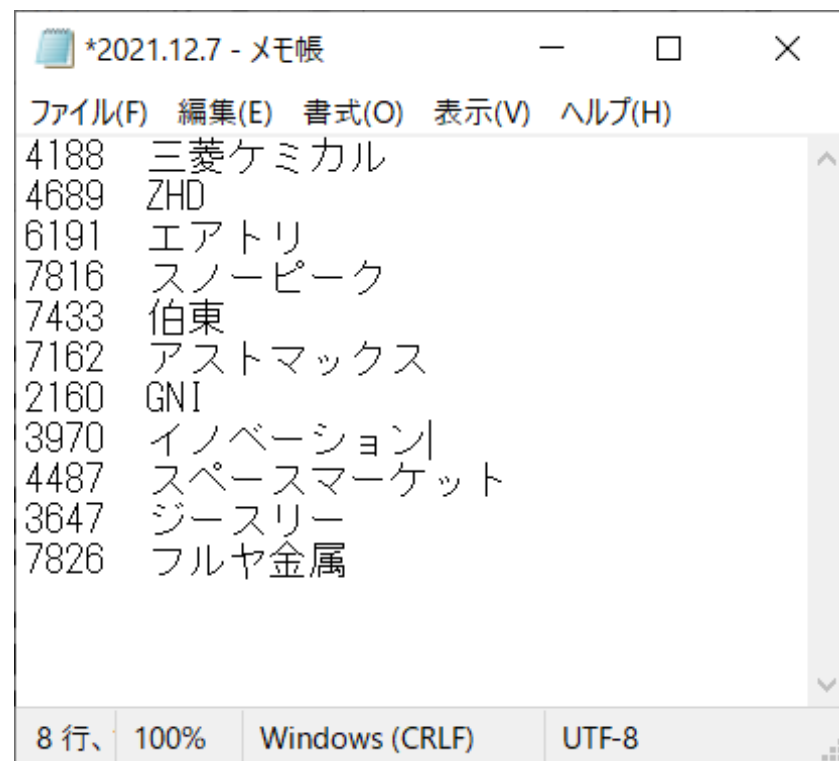 *2021.12.7 - メモ帳
ファイル(F) 編集(E) 書式(O) 表示(V) ヘルプ(H)
4188 三菱ケミカル
4689 ZHD
6191 エアトリ
7816 スノーピーク
7433 伯東
7162 アストマックス
2160 GNI
3970 イノベーション
4487 スペースマーケット
3647 ジースリー
7826 フルヤ金属
8 行、 100% Windows (CRLF) UTF-8